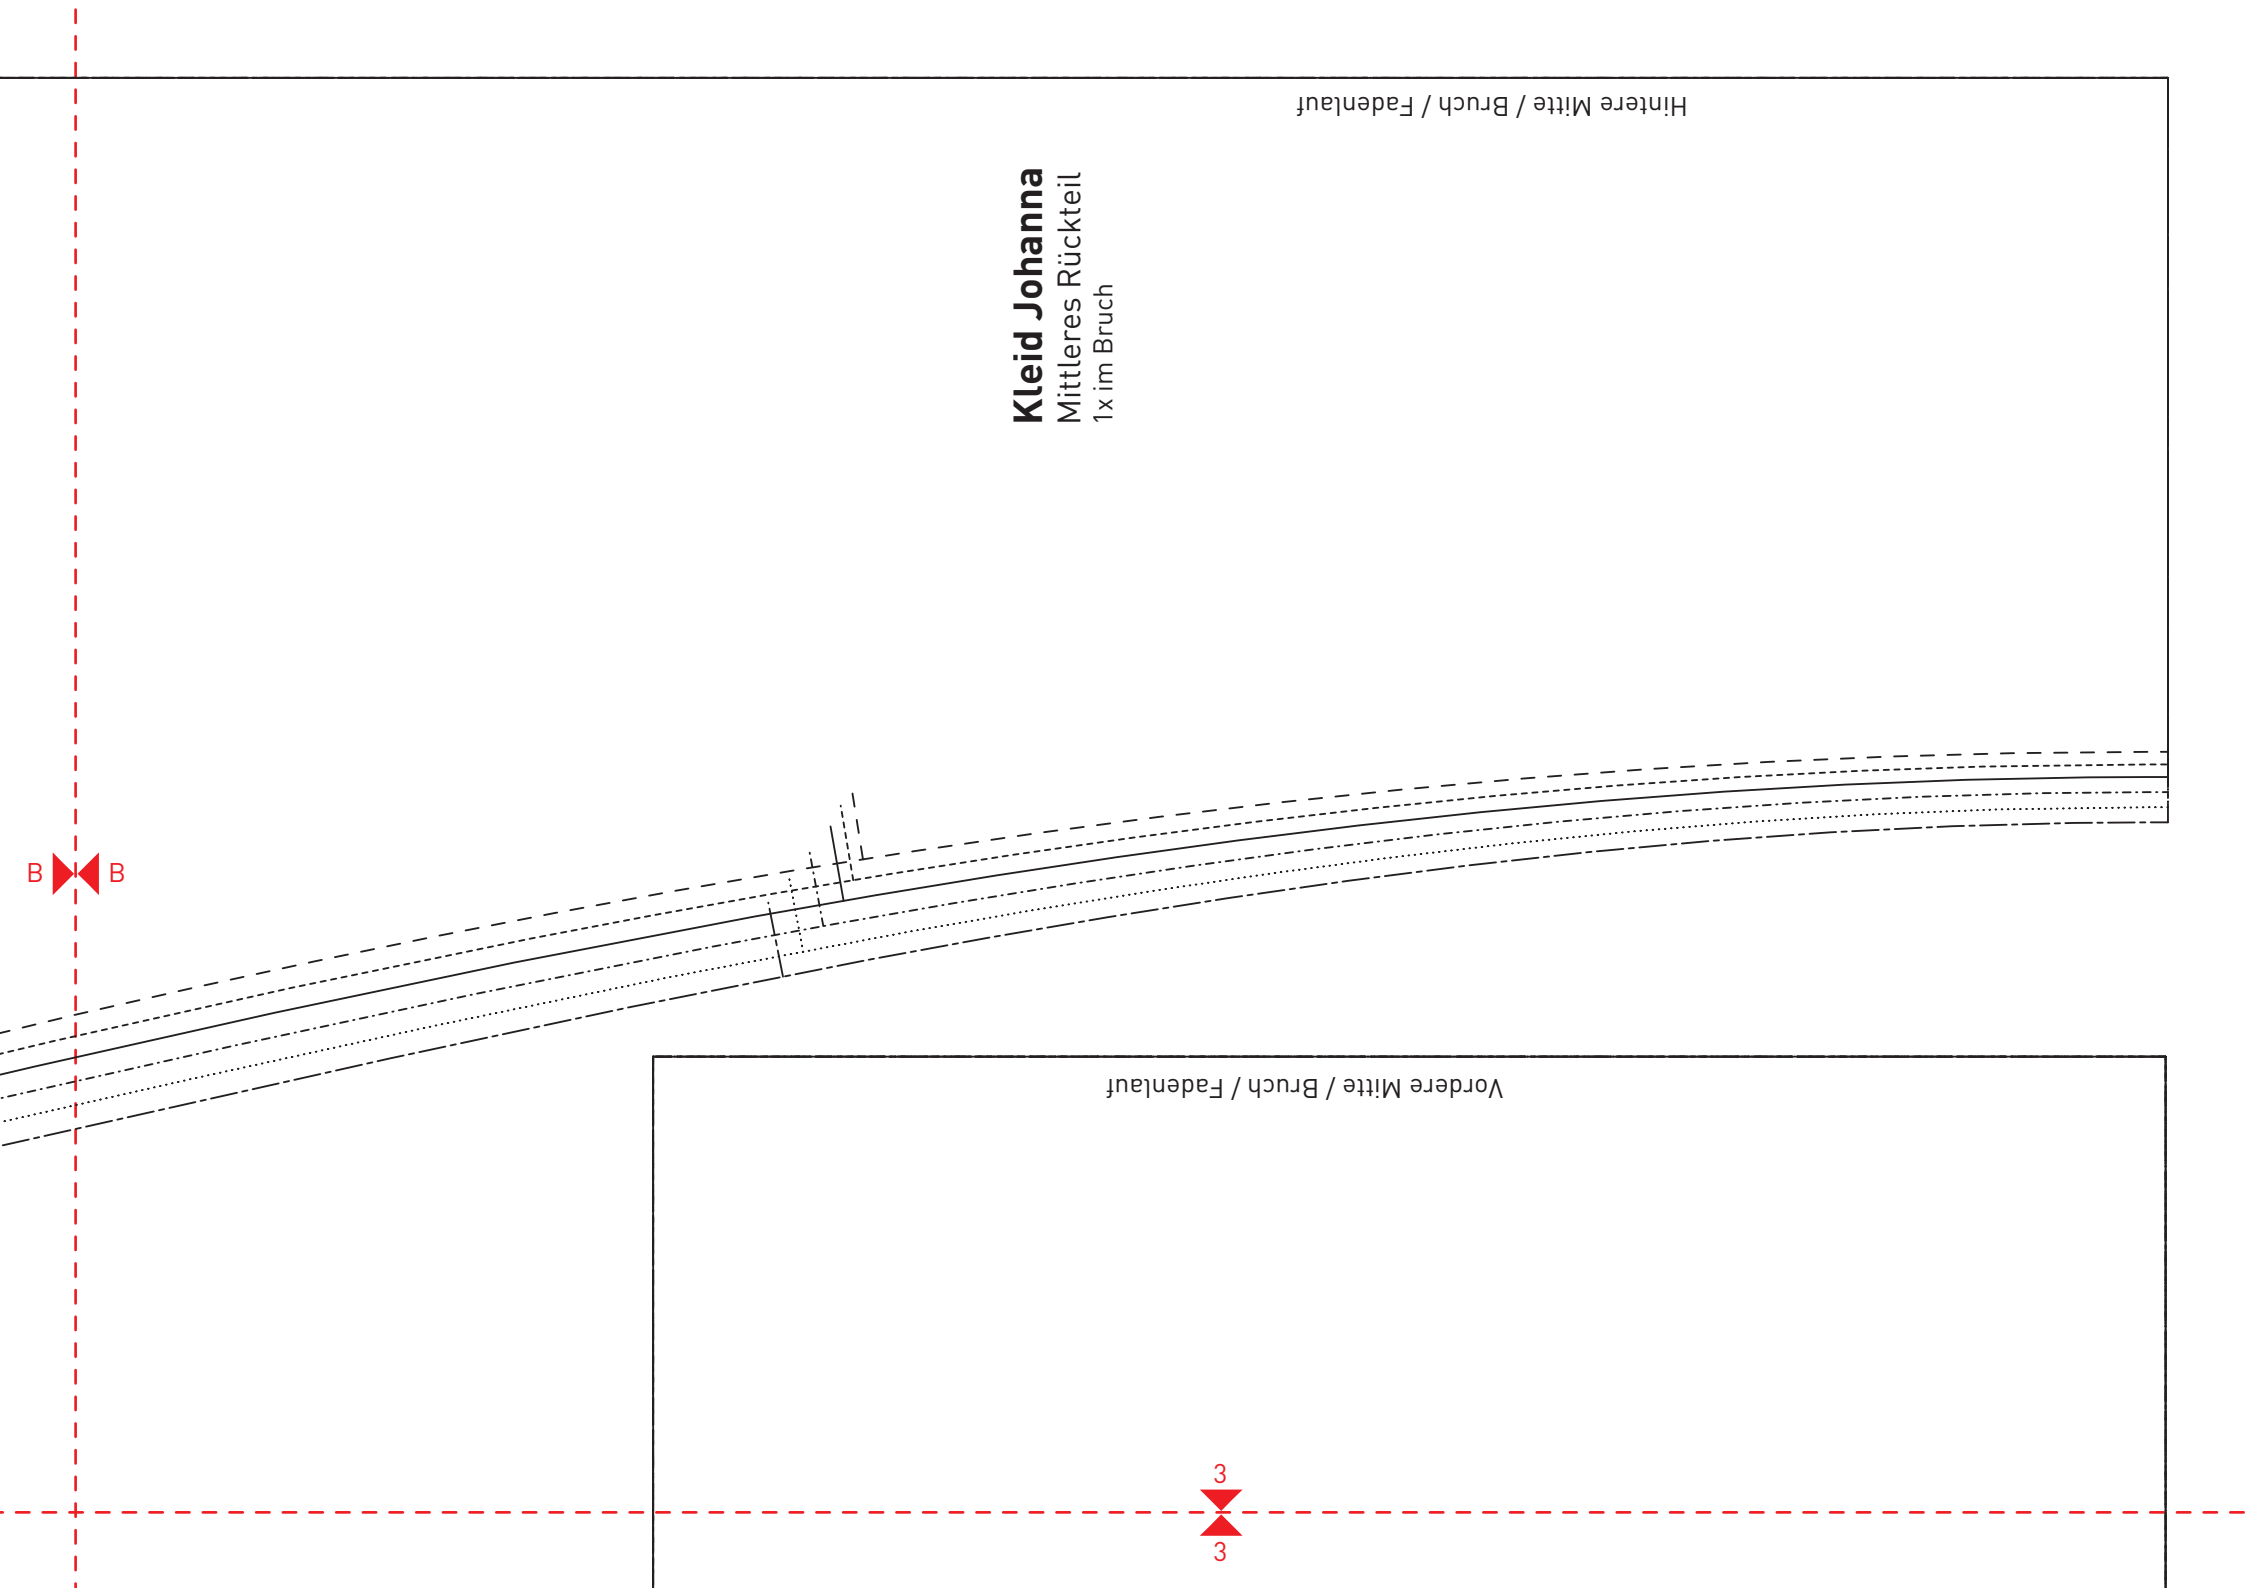 Hintere Mitte / Bruch / Fadenlauf
Kleid Johanna
Mittleres Rückteil
1x im Bruch
B B
Vordere Mitte / Bruch / Fadenlauf
3
3